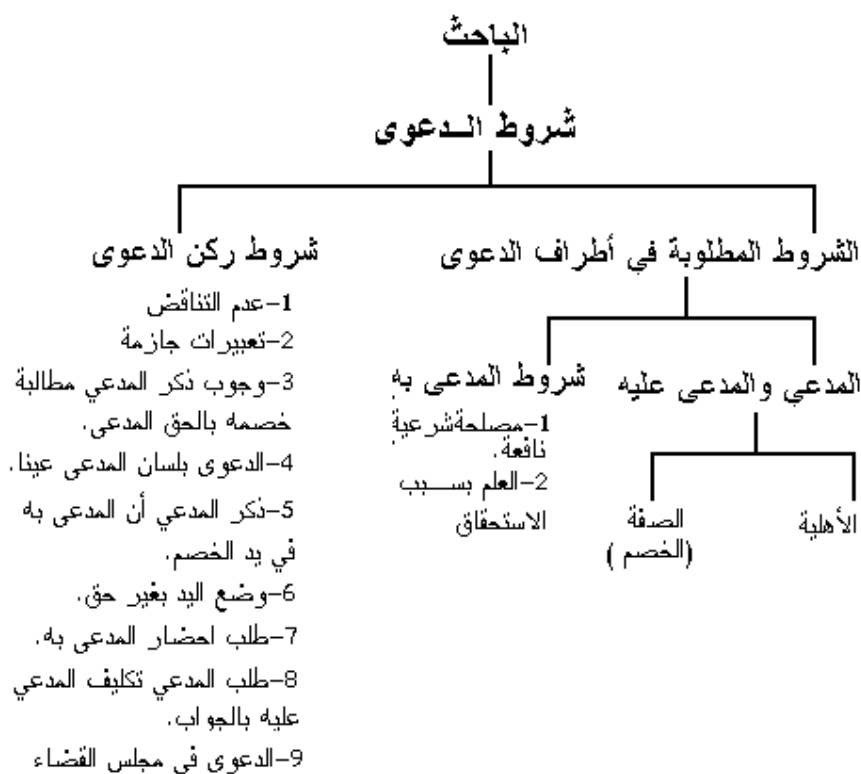 الباحث
شروط الــدعوى
الشروط المطلوبة في أطراف الدعوى
المدعي والمدعى عليه
الأهلية
الصفة
(الخصم )
شروط المدعى به
1-مصلحةشرعية
نافعة.
2-العلم بســـبب
الاستحقاق
شروط ركن الدعوى
1-عدم التناقض
2-تعبيرات جازمة
3-وجوب ذكر المدعي مطالبة
خصمه بالحق المدعى.
4-الدعوى بلسان المدعى عينا.
5-ذكر المدعي أن المدعى به
في يد الخصم.
6-وضع اليد بغير حق.
7-طلب احضار المدعى به.
8-طلب المدعي تكليف المدعي
عليه بالجواب.
9-الدعوى في مجلس القضاء